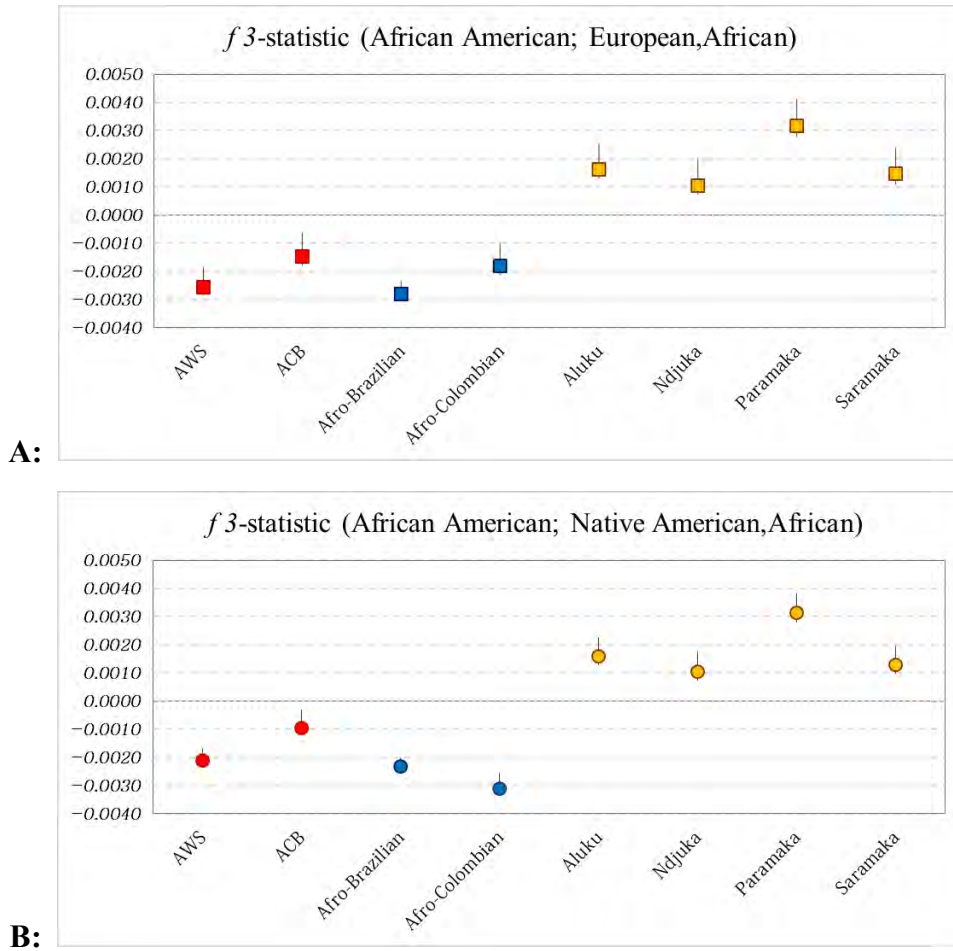 f 3-statistic (African American; European,African)
0.0050
0.0040
0.0030
0.0020
0.0010
0.0000
−0.0010
−0.0020
−0.0030
−0.0040
AWS
ACB
Afro-Brazilian
Afro-Colombian
Aluku
Ndjuka
Paramaka
Saramaka
A:
f 3-statistic (African American; Native American,African)
0.0050
0.0040
0.0030
0.0020
0.0010
0.0000
−0.0010
−0.0020
−0.0030
−0.0040
AWS
ACB
Afro-Brazilian
Afro-Colombian
Aluku
Ndjuka
Paramaka
Saramaka
B: